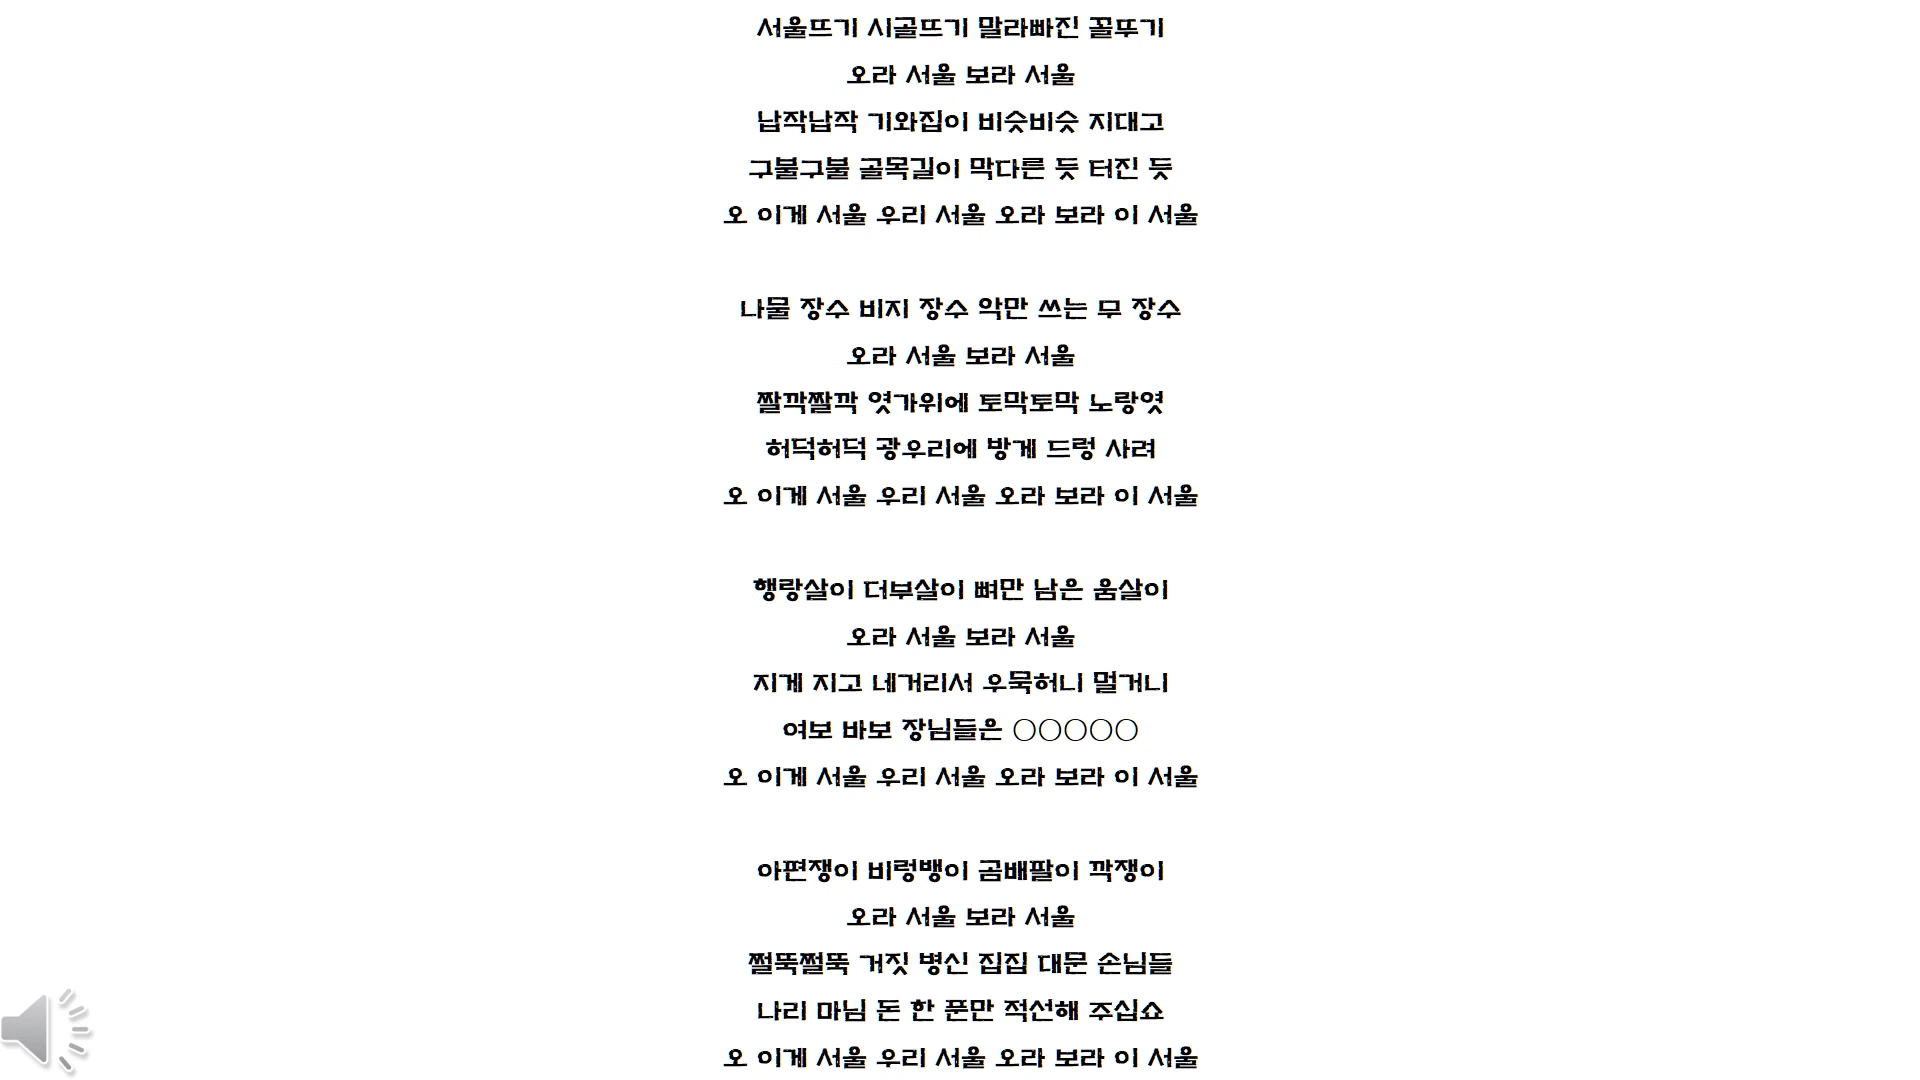 서울뜨기 시골뜨기 말라빠진 꼴뚜기
오라 서울 보라 서울
납작납작 기와집이 비슷비슷 지대고
구불구불 골목길이 막다른 듯 터진 듯
오 이게 서울 우리 서울 오라 보라 이 서울
나물 장수 비지 장수 악만 쓰는 무 장수
오라 서울 보라 서울
짤깍짤깍 엿가위에 토막토막 노랑엿
허덕허덕 광우리에 방게 드렁 사려
오 이게 서울 우리 서울 오라 보라 이 서울
행랑살이 더부살이 뼈만 남은 움살이
오라 서울 보라 서울
지게 지고 네거리서 우묵허니 멀거니
여보 바보 장님들은 ○○○○○
오 이게 서울 우리 서울 오라 보라 이 서울
아편쟁이 비렁뱅이 곰배팔이 깍쟁이
오라 서울 보라 서울
쩔뚝쩔뚝 거짓 병신 집집 대문 손님들
나리 마님 돈 한 푼만 적선해 주십쇼
오 이게 서울 우리 서울 오라 보라 이 서울